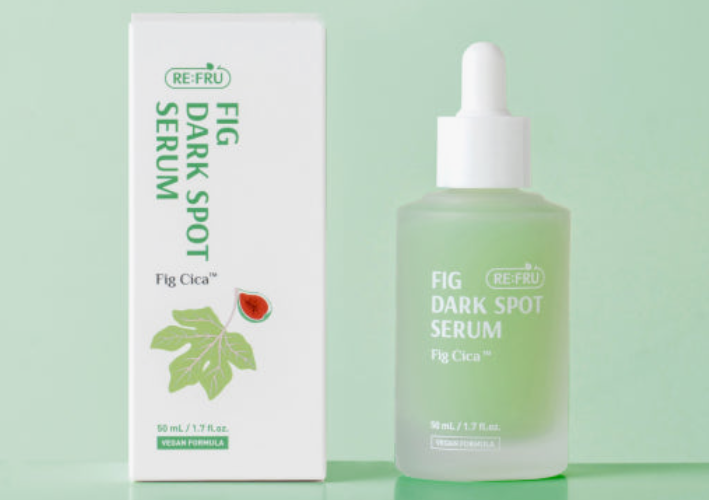 RE:FRU
FIG
DARK SPOT
SERUM
Fig Cica™
50 mL / 1.7 fl.oz.
VEGAN FORMULA
FIG RE:FRU
DARK SPOT
SERUM
Fig Cica™
50 mL / 1.7 fl.oz.
VEGAN FORMULA